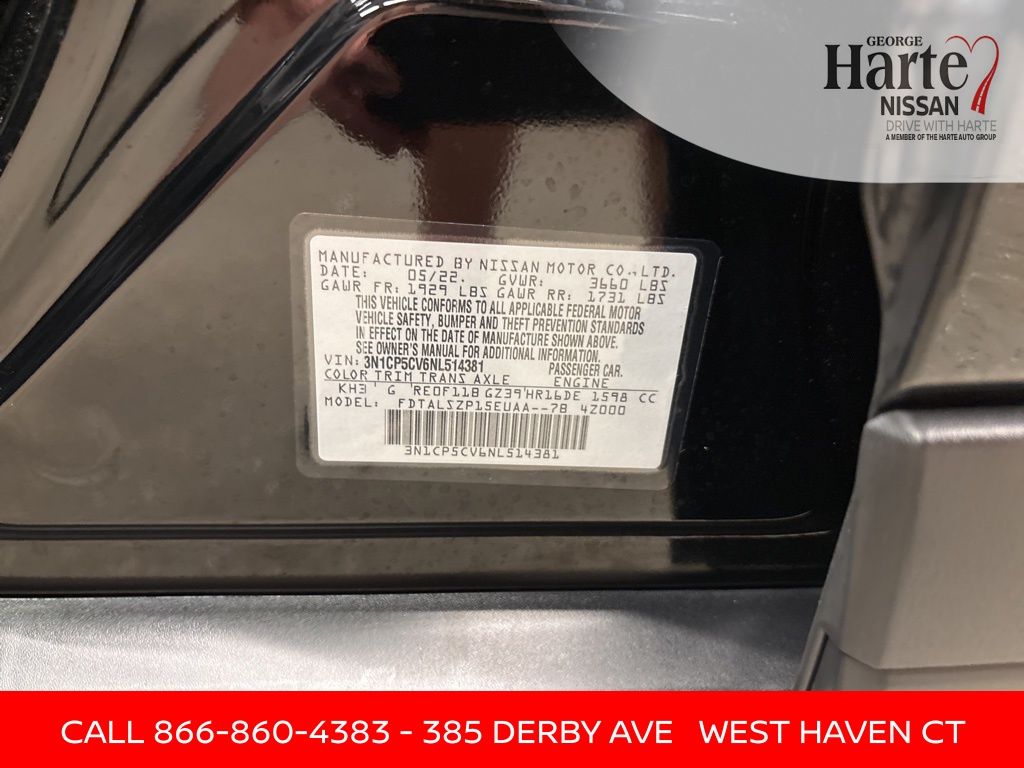 GEORGE
Harte
NISSAN
DRIVE WITH HARTE
A MEMBER OF THE HARTE AUTO GROUP
MANUFACTURED BY NISSAN MOTOR CO.,LTD.
DATE: 05/22. GVWR: 3660 LBS
GAWR FR: 1929 LBS GAWR RR: 1731 LBS
THIS VEHICLE CONFORMS TO ALL APPLICABLE FEDERAL MOTOR
VEHICLE SAFETY, BUMPER AND THEFT PREVENTION STANDARDS
IN EFFECT ON THE DATE OF MANUFACTURE SHOWN ABOVE.
SEE OWNER'S MANUAL FOR ADDITIONAL INFORMATION.
VIN: 3N1CP5CV6NL514381 PASSENGER CAR.
COLOR TRIM TRANS AXLE ENGINE
KH3 ' G 'RE0F11B GZ39'HR16DE 1598 CC
MODEL: FDTALSZP15EUAA--7B 4Z000
3N1CP5CV6NL514381
CALL 866-860-4383 - 385 DERBY AVE WEST HAVEN CT